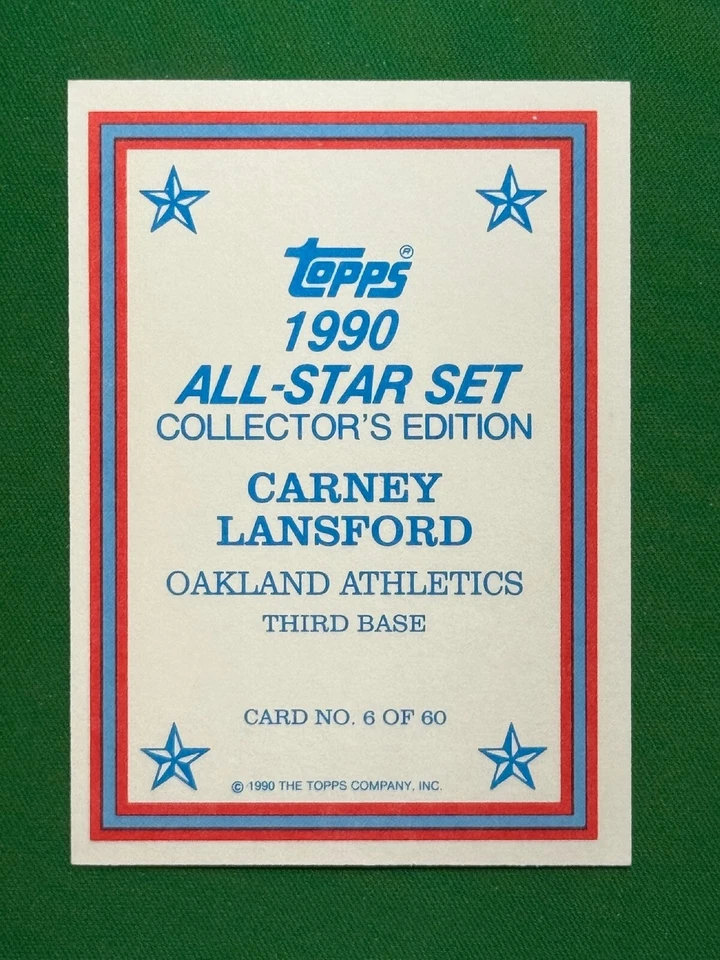 topps®
1990
ALL-STAR SET
COLLECTOR'S EDITION
CARNEY
LANSFORD
OAKLAND ATHLETICS
THIRD BASE
CARD NO. 6 OF 60
© 1990 THE TOPPS COMPANY, INC.